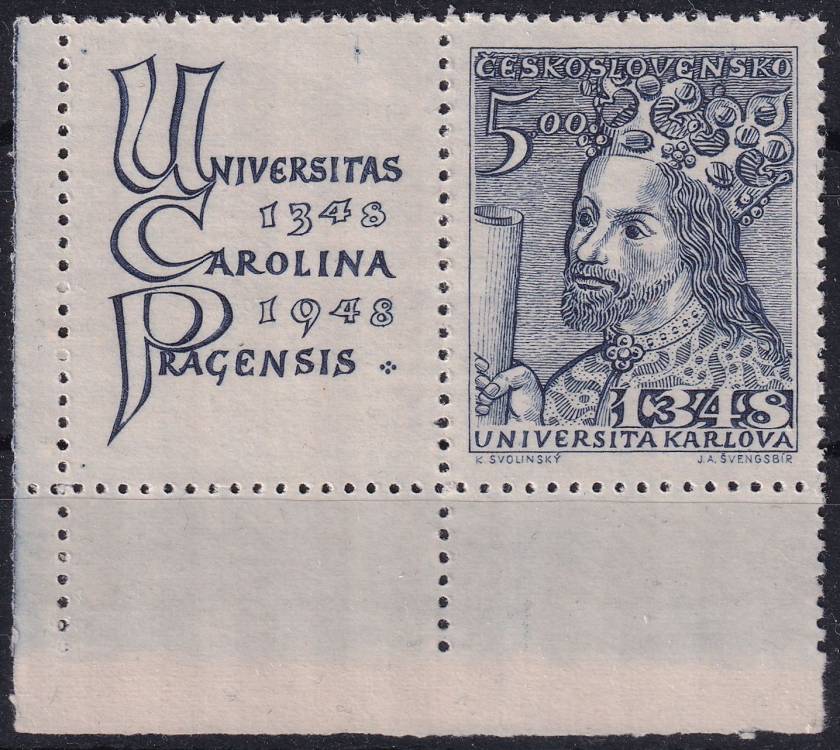 UNIVERSITAS
1348
CAROLINA
1948
PRAGENSIS
ČESKOSLOVENSKO
5.00
1348
UNIVERSITA KARLOVA
K. SVOLINSKÝ J.A. ŠVENGSBÍR